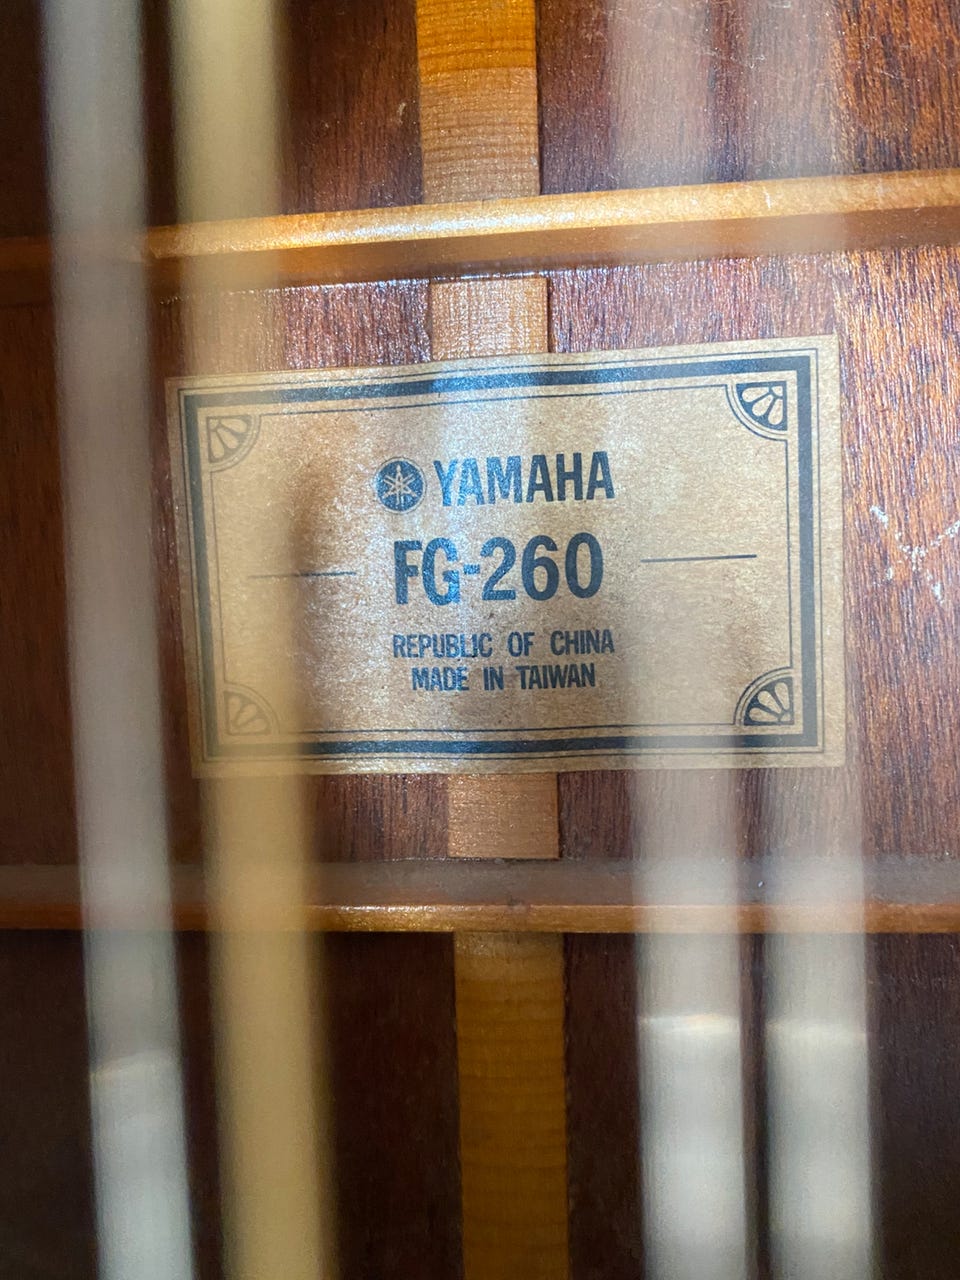 YAMAHA
FG-260
REPUBLIC OF CHINA
MADE IN TAIWAN